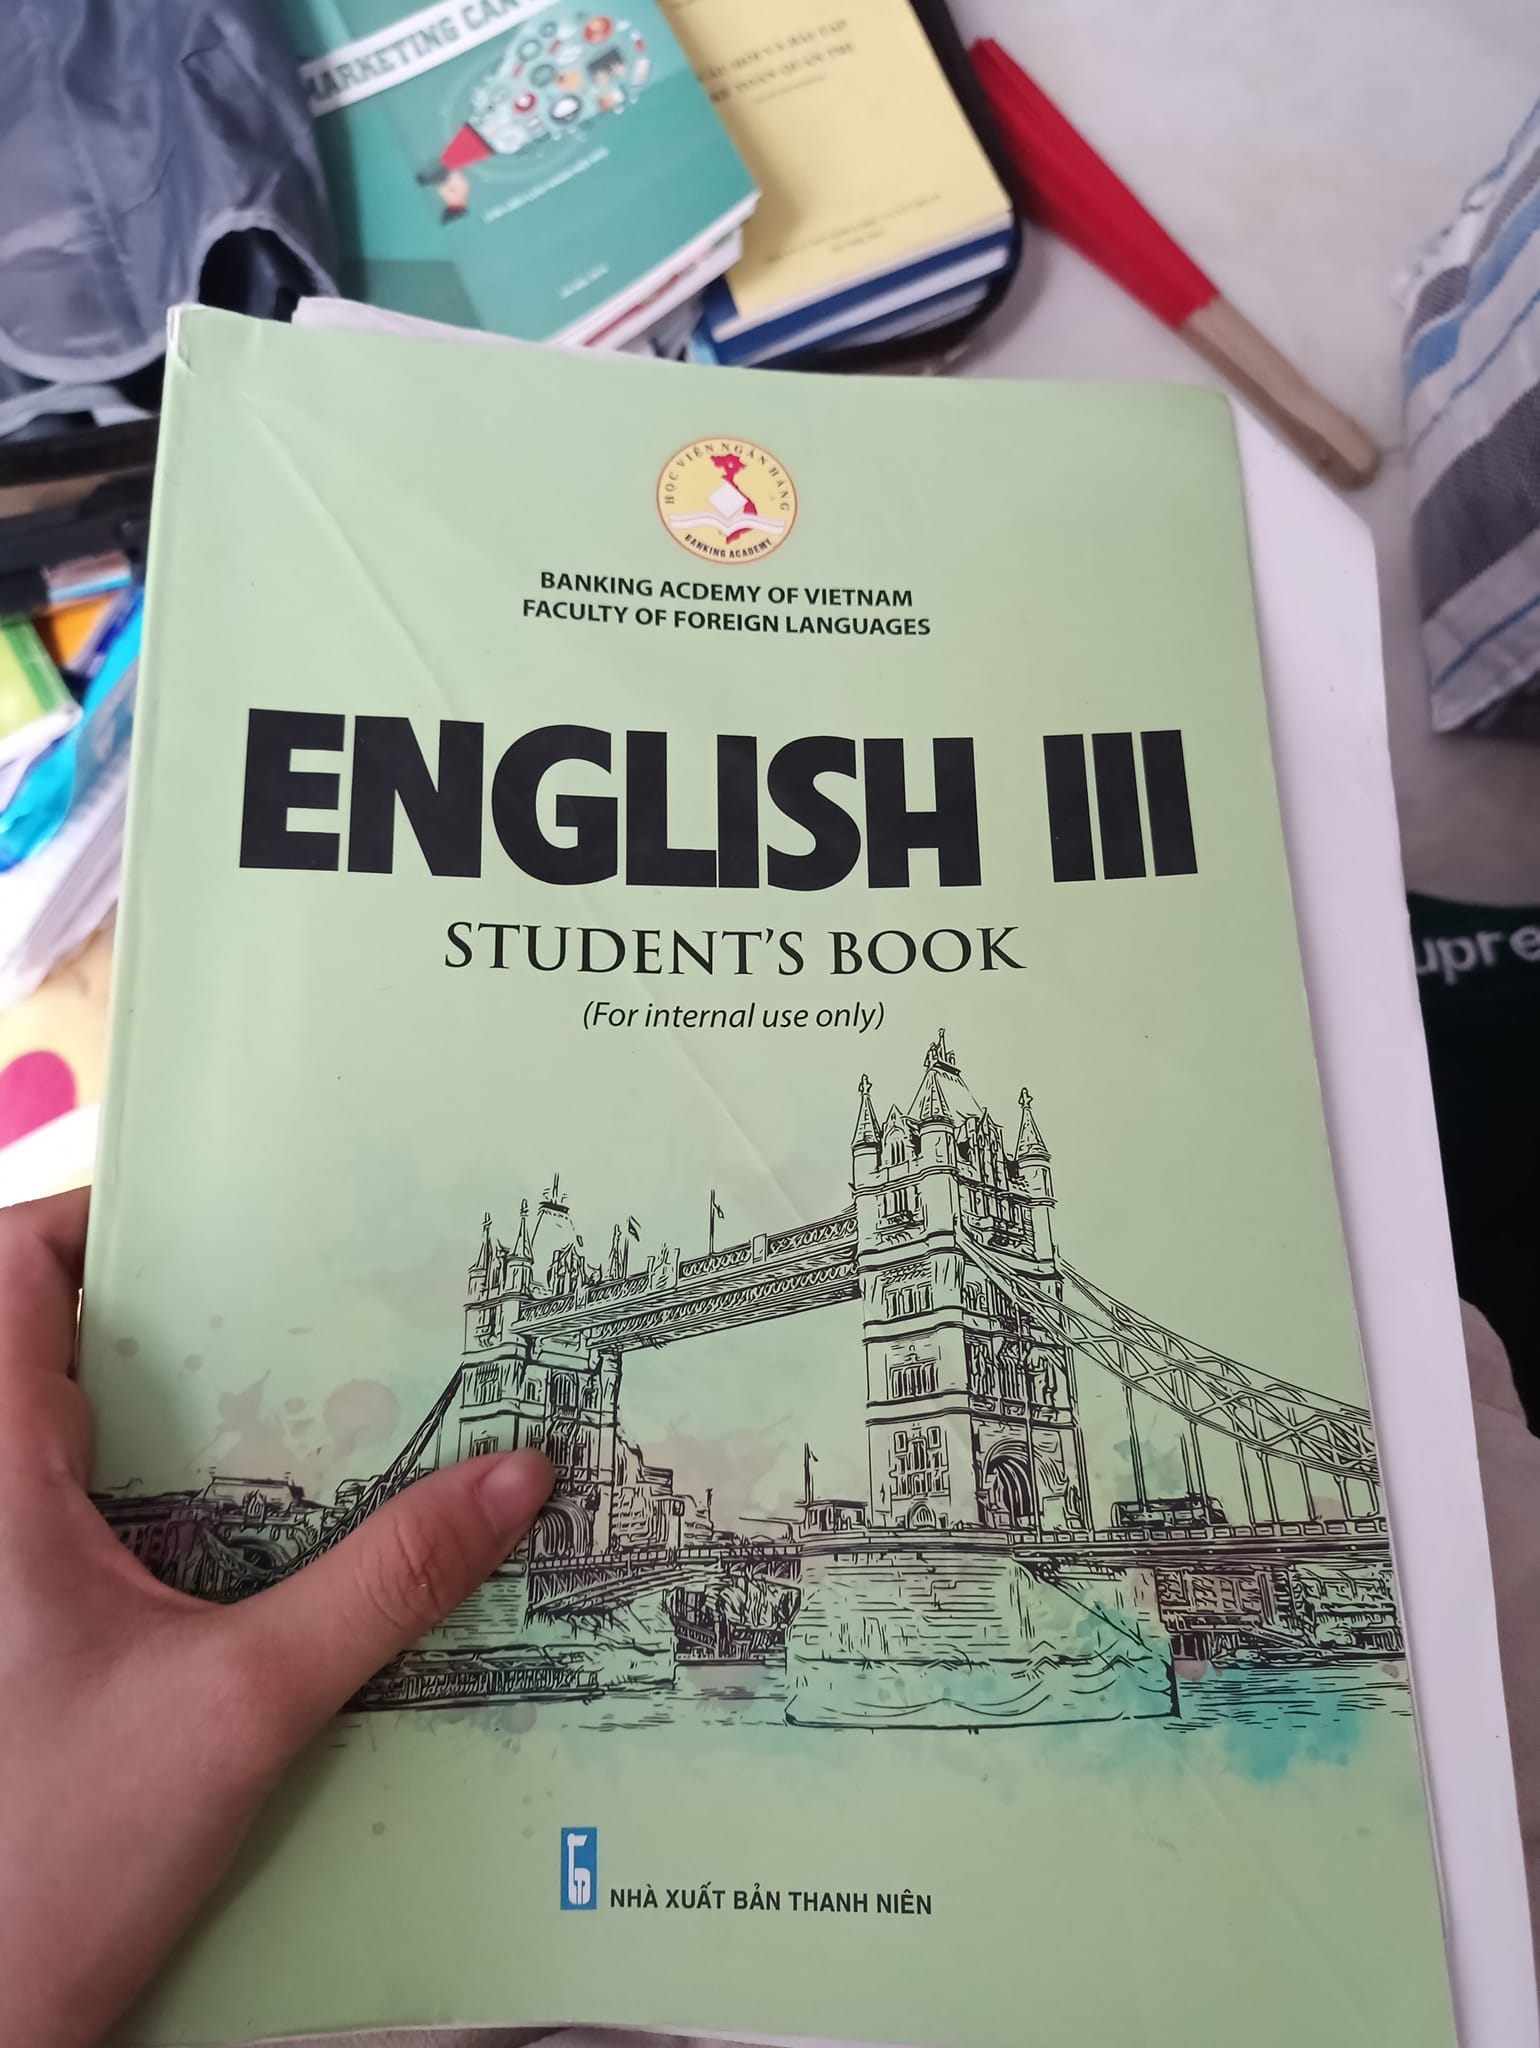 MARKETING CĂN
HỌC VIỆN NGÂN HÀNG
BANKING ACADEMY
BANKING ACDEMY OF VIETNAM
FACULTY OF FOREIGN LANGUAGES
ENGLISH III
STUDENT'S BOOK
(For internal use only)
upre
NHÀ XUẤT BẢN THANH NIÊN